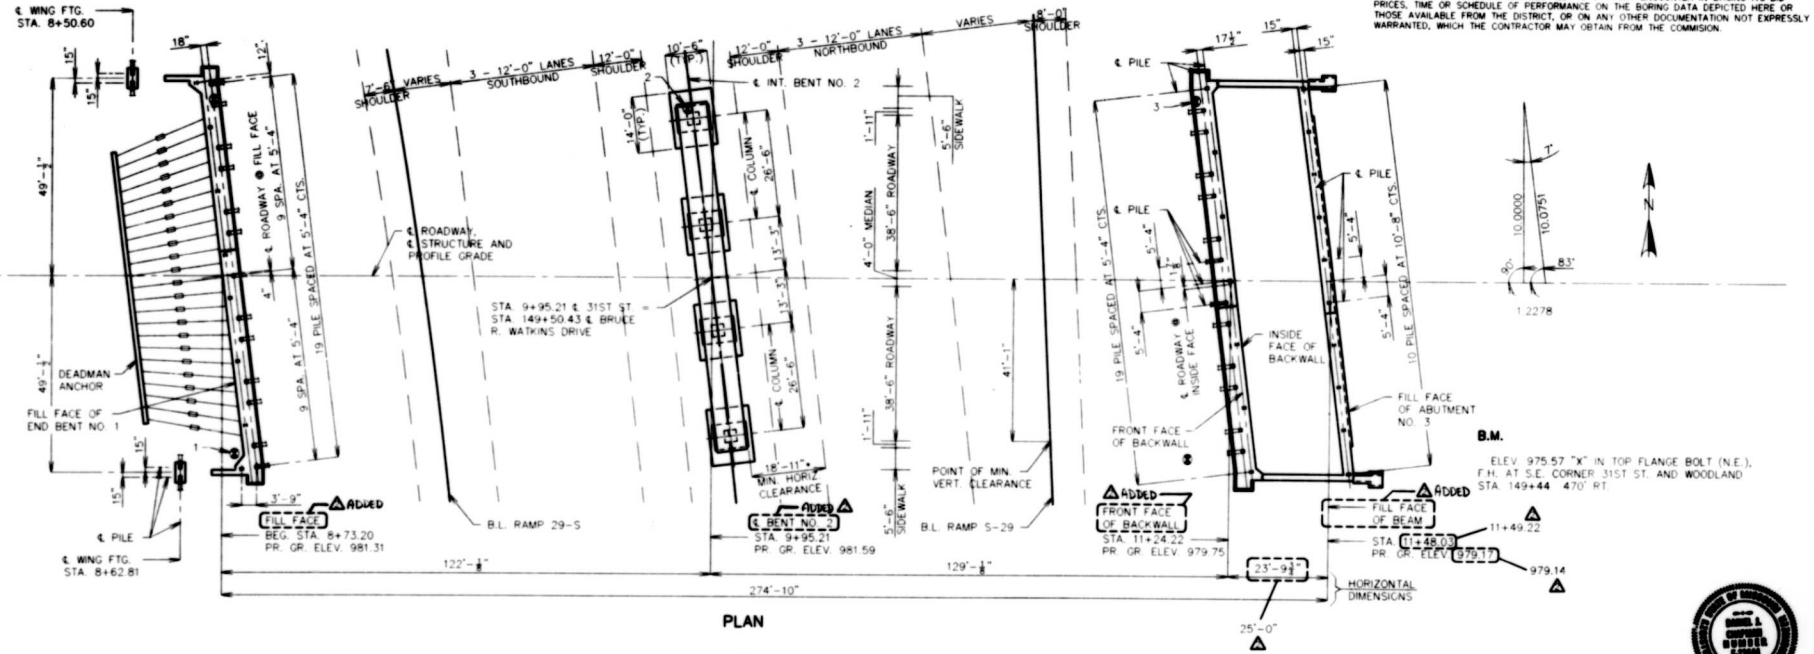 PRICES, TIME OR SCHEDULE OF PERFORMANCE ON THE BORING DATA DEPICTED HERE OR
THOSE AVAILABLE FROM THE DISTRICT, OR ON ANY OTHER DOCUMENTATION NOT EXPRESSLY
WARRANTED, WHICH THE CONTRACTOR MAY OBTAIN FROM THE COMMISION.
℄ WING FTG.
STA. 8+50.60
15"
15"
18"
12"
49'-½"
49'-½"
℄ ROADWAY @ FILL FACE
9 SPA. AT 5'-4"
4"
9 SPA. AT 5'-4"
19 PILE SPACED AT 5'-4" CTS.
DEADMAN
ANCHOR
FILL FACE OF
END BENT NO. 1
1
15"
15"
℄ PILE
℄ WING FTG.
STA. 8+62.81
3'-9"
FILL FACE
ADDED
BEG. STA. 8+73.20
PR. GR. ELEV. 981.31
7'-6"
SHOULDER
VARIES
3 - 12'-0" LANES
SOUTHBOUND
12'-0"
SHOULDER
10'-6"
(TYP.)
12'-0"
SHOULDER
3 - 12'-0" LANES
NORTHBOUND
VARIES
8'-0"
SHOULDER
2
℄ INT. BENT NO. 2
14'-0"
(TYP.)
℄ COLUMN
26'-6"
13'-3"
13'-3"
℄ COLUMN
26'-6"
℄ ROADWAY,
℄ STRUCTURE AND
PROFILE GRADE
STA. 9+95.21 ℄ 31ST ST. =
STA. 149+50.43 ℄ BRUCE
R. WATKINS DRIVE
1'-11"
5'-6"
SIDEWALK
38'-6" ROADWAY
4'-0" MEDIAN
38'-6" ROADWAY
1'-11"
5'-6"
SIDEWALK
41'-1"
18'-11"
MIN. HORIZ.
CLEARANCE
POINT OF MIN.
VERT. CLEARANCE
B.L. RAMP 29-S
B.L. RAMP S-29
ADDED
℄ BENT NO. 2
STA. 9+95.21
PR. GR. ELEV. 981.59
17½"
15"
15"
℄ PILE
3
19 PILE SPACED AT 5'-4" CTS.
℄ PILE
5'-4"
5'-4"
℄ ROADWAY @
INSIDE FACE
℄ PILE
5'-4"
5'-4"
10 PILE SPACED AT 10'-8" CTS.
INSIDE
FACE OF
BACKWALL
FRONT FACE
OF BACKWALL
FILL FACE
OF ABUTMENT
NO. 3
ADDED
FRONT FACE
OF BACKWALL
STA. 11+24.22
PR. GR. ELEV. 979.75
ADDED
FILL FACE
OF BEAM
11+49.22
STA. 11+48.03
PR. GR. ELEV. 979.17
979.14
7'
10.0000
10.0751
90'
83'
1.2278
N
B.M.
ELEV. 975.57 "X" IN TOP FLANGE BOLT (N.E.),
F.H. AT S.E. CORNER 31ST ST. AND WOODLAND
STA. 149+44 470' RT.
122'-⅛"
129'-⅛"
274'-10"
HORIZONTAL
DIMENSIONS
25'-0"
PLAN